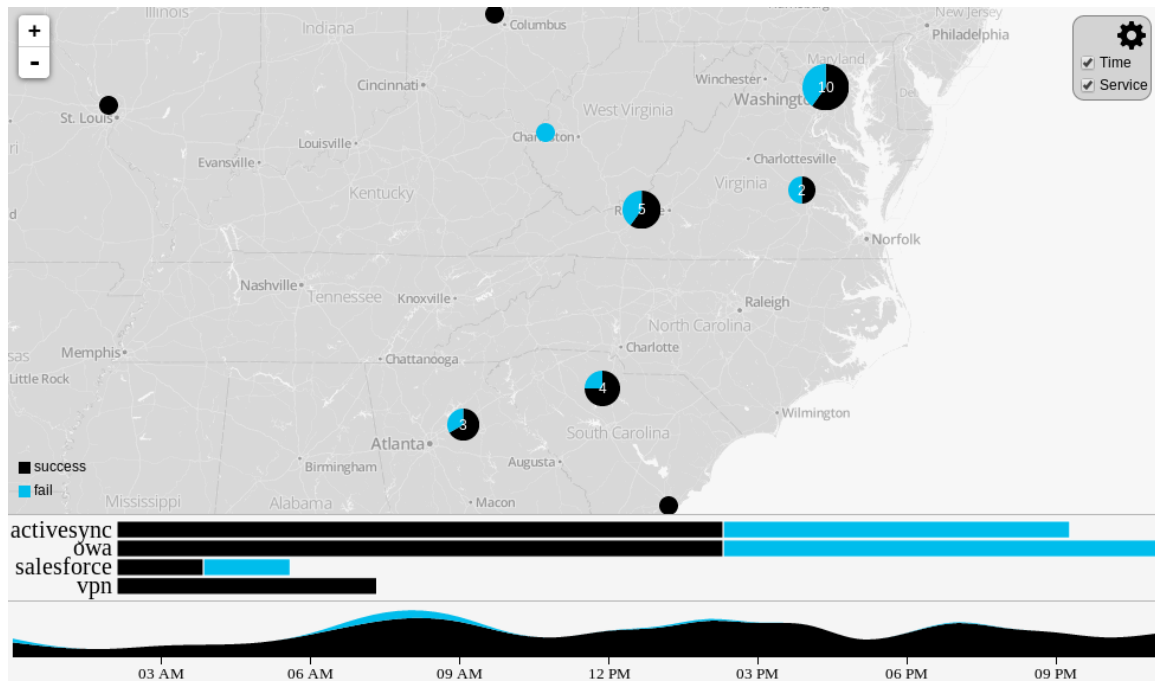 Illinois
Indiana
Columbus
New Jersey
Philadelphia
+
-
Time
Service
Maryland
Cincinnati
Winchester
10
Washingto
St. Louis
West Virginia
Louisville
Evansville
Charlottesville
Kentucky
Virginia
2
5
Norfolk
Nashville
Tennessee
Knoxville
Raleigh
North Carolina
Charlotte
Memphis
Chattanooga
Little Rock
4
Wilmington
3
Atlanta
South Carolina
Augusta
success
Birmingham
fail
Mississippi
Alabama
Macon
activesync
owa
salesforce
vpn
03 AM
06 AM
09 AM
12 PM
03 PM
06 PM
09 PM